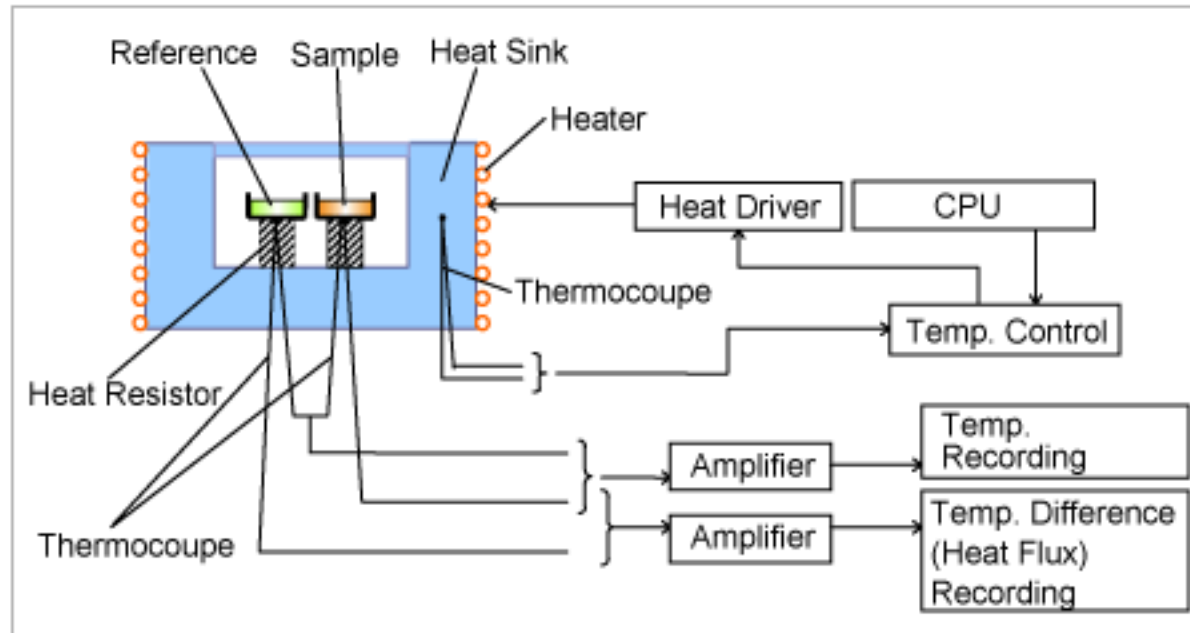 Reference
Sample
Heat Sink
Heater
Heat Driver
CPU
Thermocoupe
Temp. Control
Heat Resistor
Temp.
Recording
Amplifier
Amplifier
Temp. Difference
(Heat Flux)
Recording
Thermocoupe